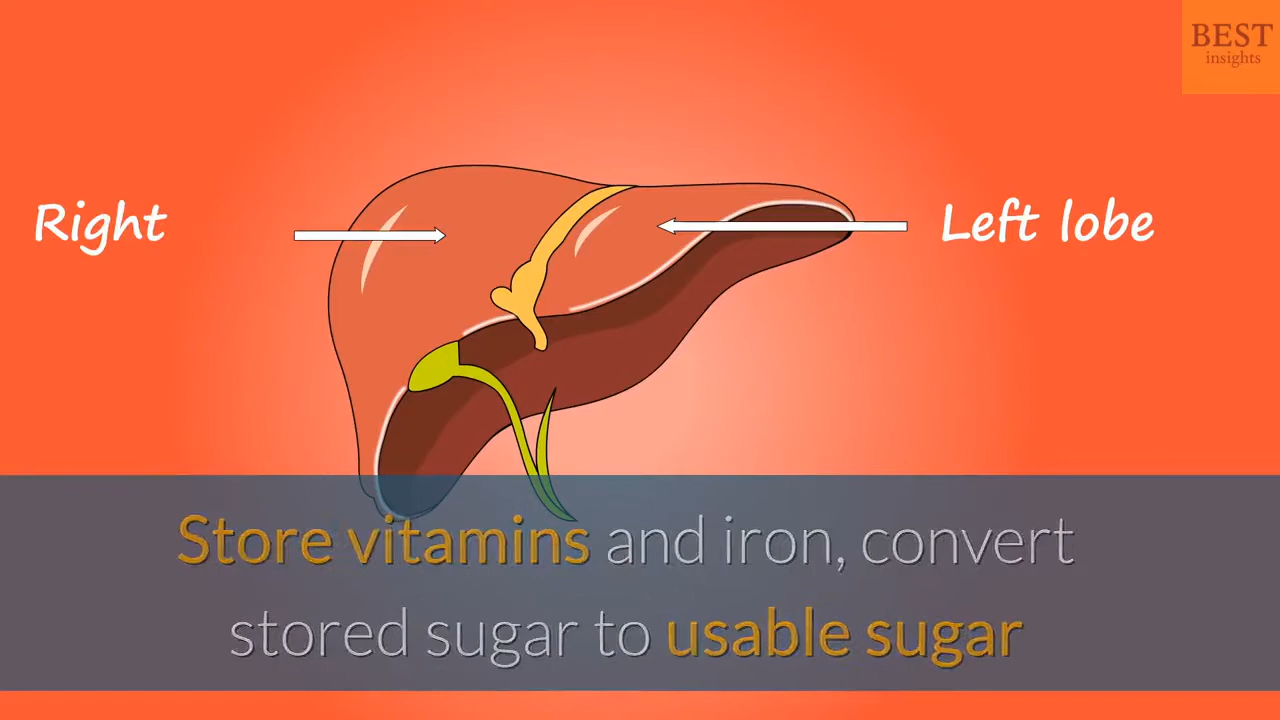 BEST
insights
Right
Left lobe
Store vitamins and iron, convert
stored sugar to usable sugar